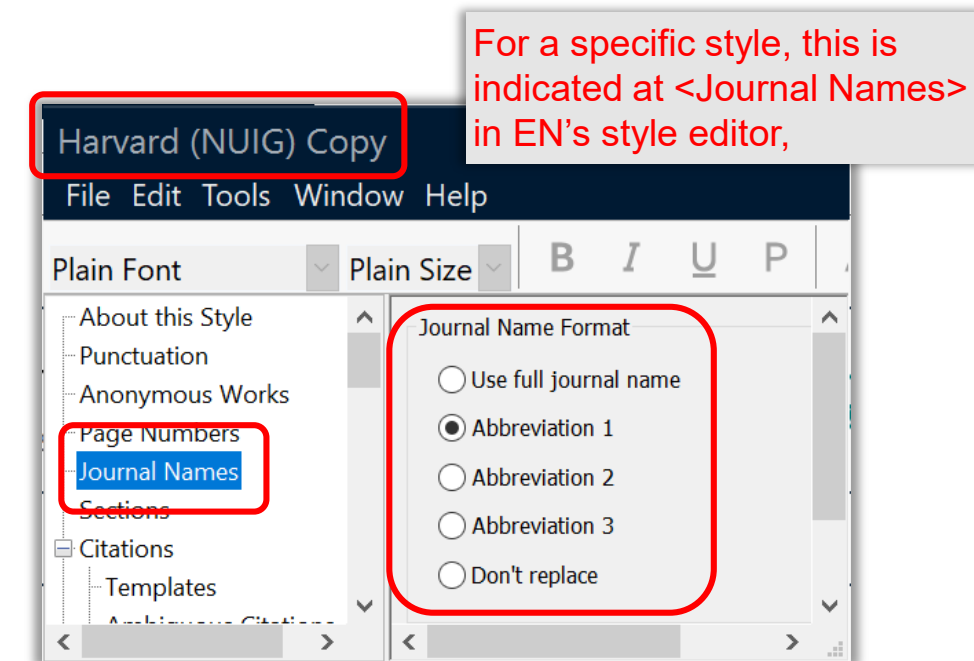 For a specific style, this is
indicated at <Journal Names>
in EN's style editor,
Harvard (NUIG) Copy
File Edit Tools Window Help
Plain Font Plain Size B I U P
About this Style
Punctuation
Anonymous Works
Page Numbers
Journal Names
Sections
Citations
Templates
Ambiguous Citations
Journal Name Format
Use full journal name
Abbreviation 1
Abbreviation 2
Abbreviation 3
Don't replace